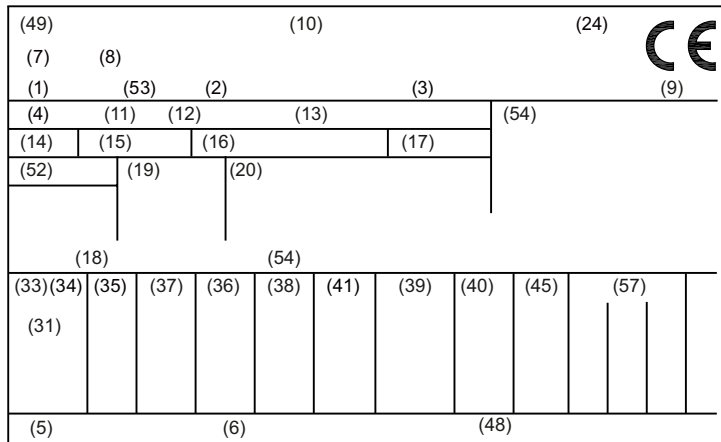 (49) (10) (24) CE
(7) (8)
(1) (53) (2) (3) (9)
(4) (11) (12) (13) (54)
(14) (15) (16) (17)
(52) (19) (20)
(18) (54)
(33)(34) (35) (37) (36) (38) (41) (39) (40) (45) (57)
(31)
(5) (6) (48)